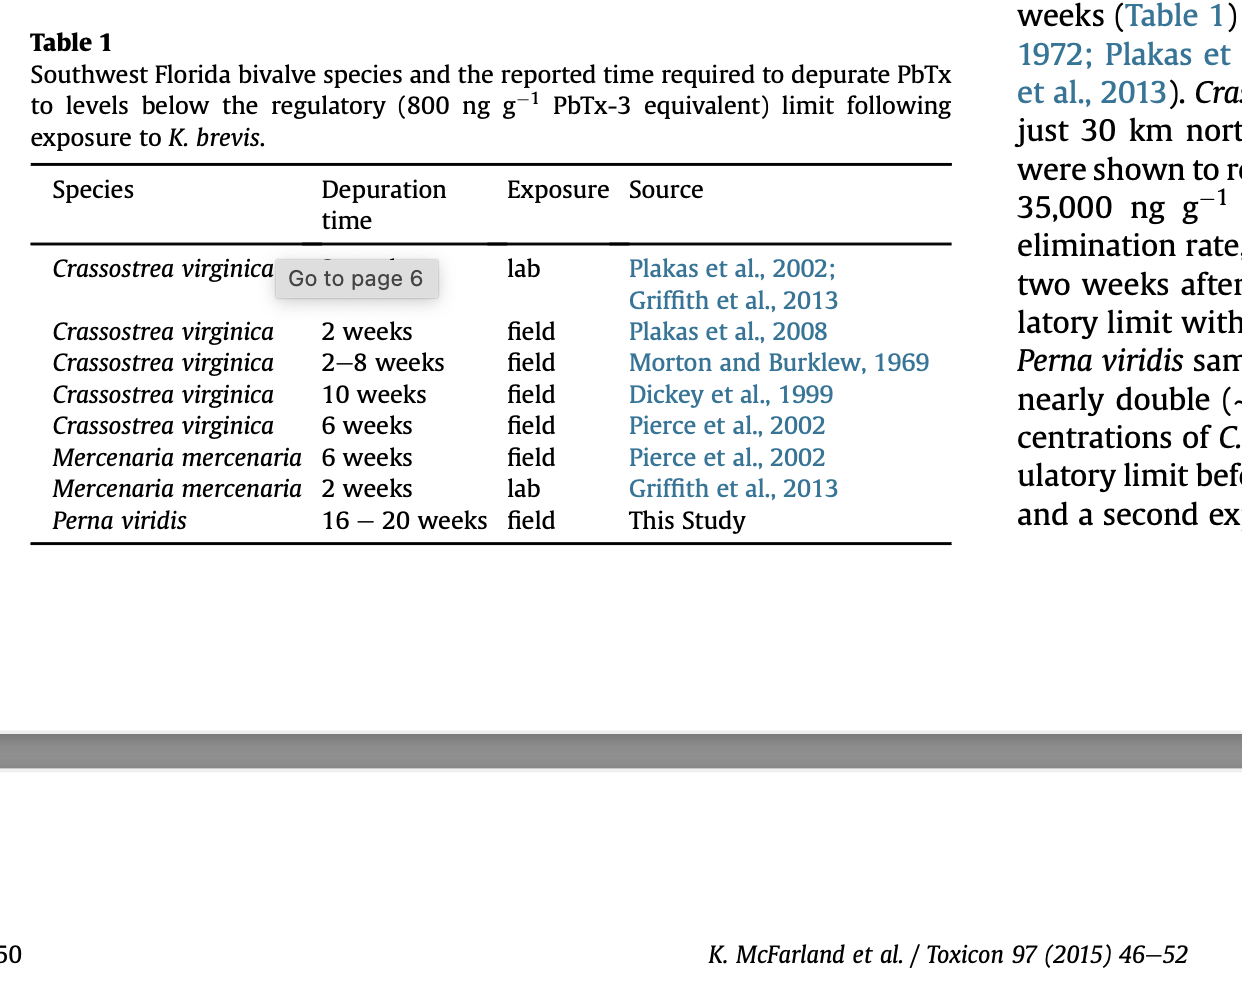 Table 1
Southwest Florida bivalve species and the reported time required to depurate PbTx
to levels below the regulatory (800 ng g⁻¹ PbTx-3 equivalent) limit following
exposure to K. brevis.
Species Depuration time Exposure Source
Crassostrea virginica lab Plakas et al., 2002;
Griffith et al., 2013
Go to page 6
Crassostrea virginica 2 weeks field Plakas et al., 2008
Crassostrea virginica 2–8 weeks field Morton and Burklew, 1969
Crassostrea virginica 10 weeks field Dickey et al., 1999
Crassostrea virginica 6 weeks field Pierce et al., 2002
Mercenaria mercenaria 6 weeks field Pierce et al., 2002
Mercenaria mercenaria 2 weeks lab Griffith et al., 2013
Perna viridis 16 – 20 weeks field This Study
weeks (Table 1)
1972; Plakas et
et al., 2013). Cras
just 30 km nort
were shown to re
35,000 ng g⁻¹
elimination rate,
two weeks after
latory limit with
Perna viridis sam
nearly double (~
centrations of C.
ulatory limit befo
and a second ex
50
K. McFarland et al. / Toxicon 97 (2015) 46–52